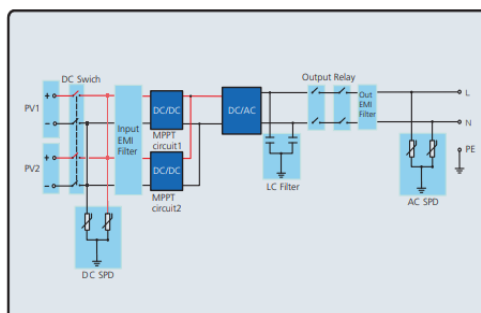 DC Swich
PV1
PV2
+
−
+
−
Input
EMI
Filter
DC/DC
MPPT
circuit1
DC/DC
MPPT
circuit2
DC/AC
Output Relay
Out
EMI
Filter
LC Filter
L
N
PE
AC SPD
DC SPD